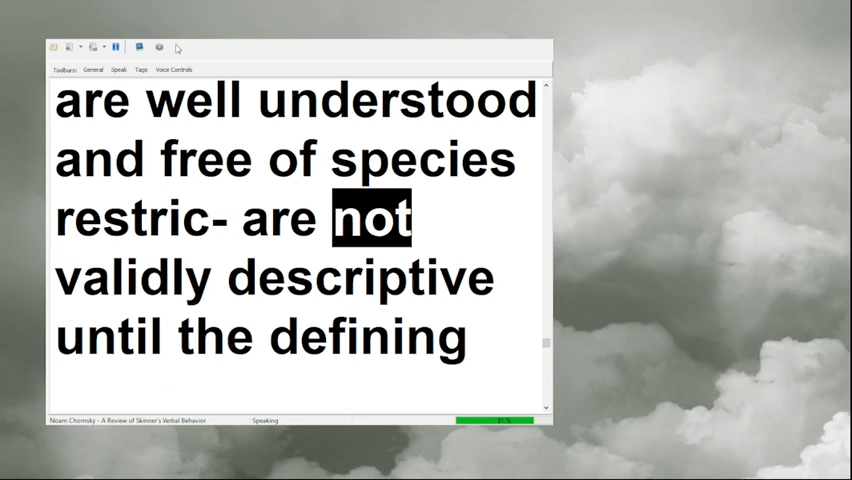 Toolbars: General Speak Tags Voice Controls
are well understood
and free of species
restric- are not
validly descriptive
until the defining
Noam Chomsky - A Review of Skinner's Verbal Behavior Speaking 81 %